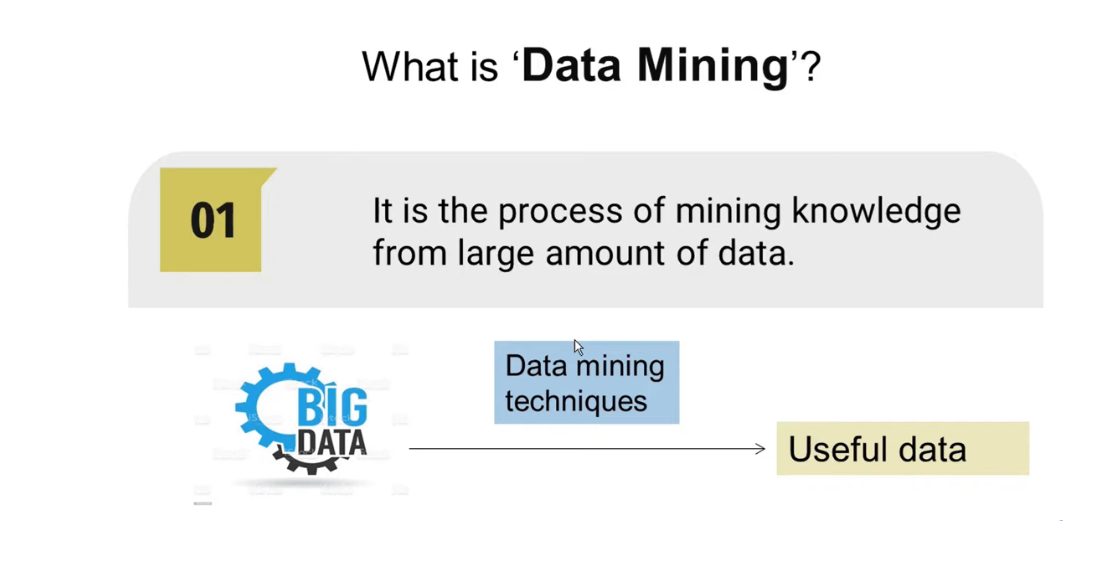 What is ‘Data Mining’?
01
It is the process of mining knowledge
from large amount of data.
Data mining
techniques
BIG
DATA
Useful data